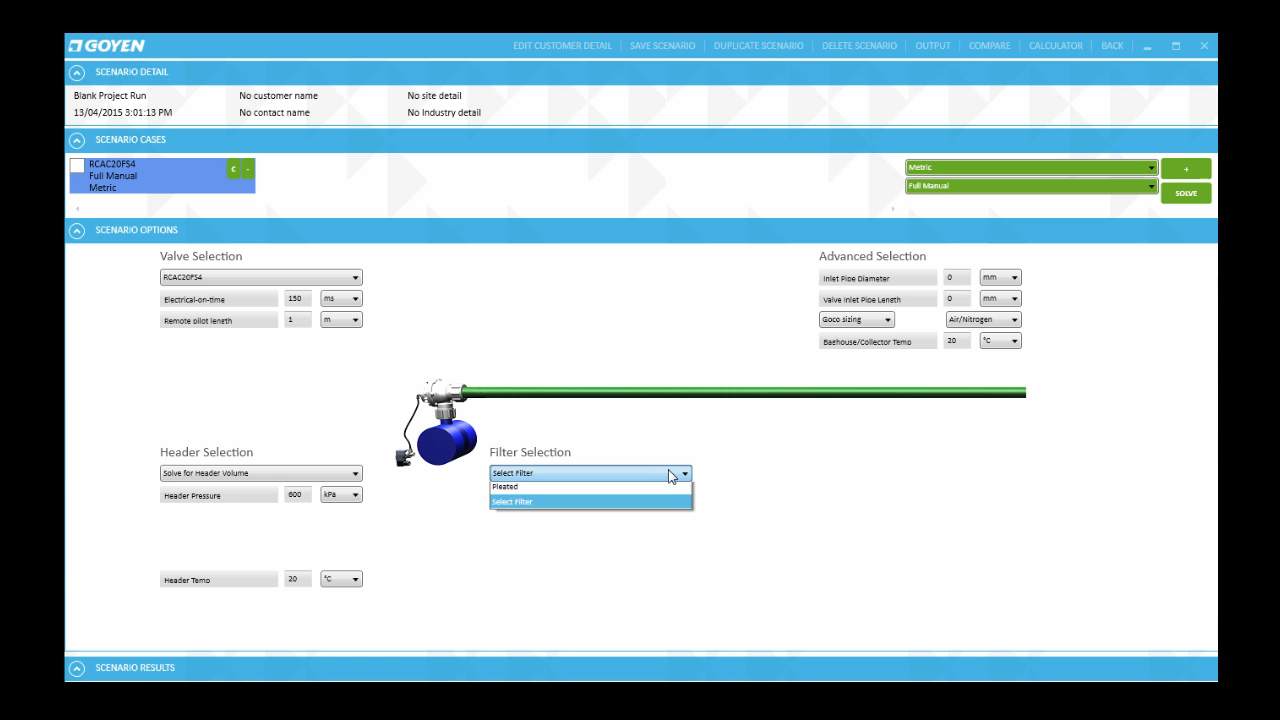 GOYEN
EDIT CUSTOMER DETAIL SAVE SCENARIO DUPLICATE SCENARIO DELETE SCENARIO OUTPUT COMPARE CALCULATOR BACK
SCENARIO DETAIL
Blank Project Run No customer name No site detail
13/04/2015 3:01:13 PM No contact name No Industry detail
SCENARIO CASES
RCAC20FS4
Full Manual
Metric
C -
Metric +
Full Manual SOLVE
SCENARIO OPTIONS
Valve Selection
RCAC20FS4
Electrical-on-time 150 ms
Remote pilot length 1 m
Advanced Selection
Inlet Pipe Diameter 0 mm
Valve Inlet Pipe Length 0 mm
Goco sizing Air/Nitrogen
Baghouse/Collector Temp 20 °C
Header Selection
Solve for Header Volume
Header Pressure 600 kPa
Header Temp 20 °C
Filter Selection
Select Filter
Pleated
Select Filter
SCENARIO RESULTS